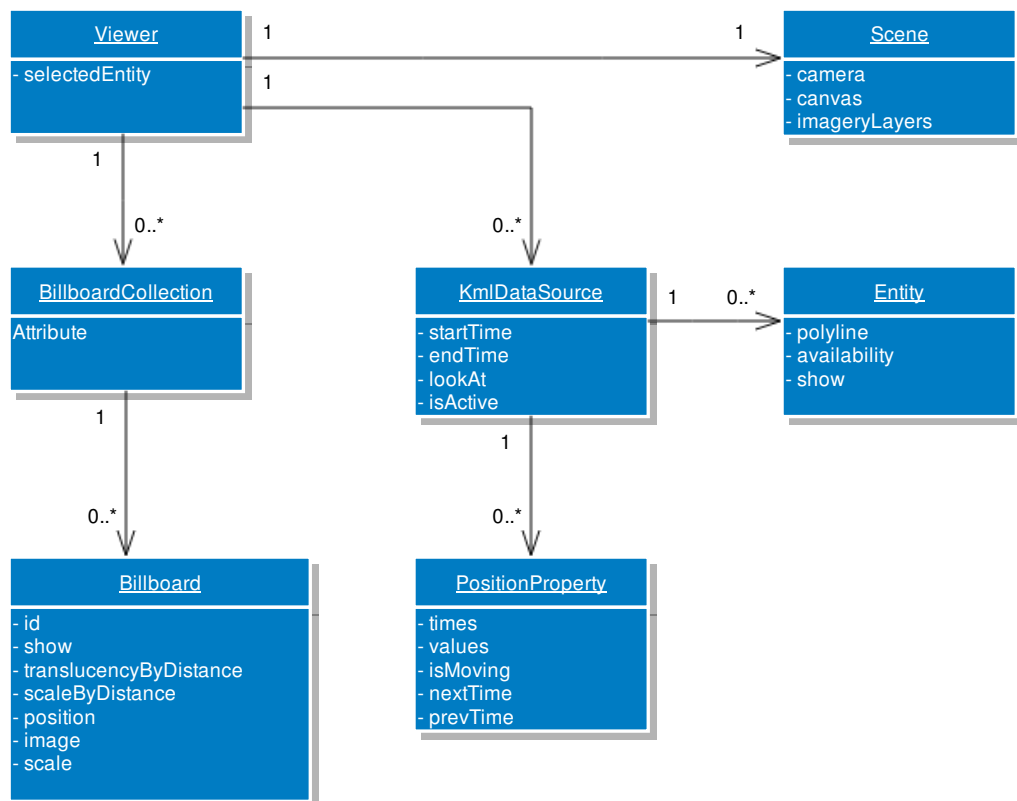 Viewer
- selectedEntity
1
1
1
Scene
- camera
- canvas
- imageryLayers
1
0..*
0..*
BillboardCollection
Attribute
KmlDataSource
- startTime
- endTime
- lookAt
- isActive
1
0..*
Entity
- polyline
- availability
- show
1
0..*
1
0..*
Billboard
- id
- show
- translucencyByDistance
- scaleByDistance
- position
- image
- scale
PositionProperty
- times
- values
- isMoving
- nextTime
- prevTime